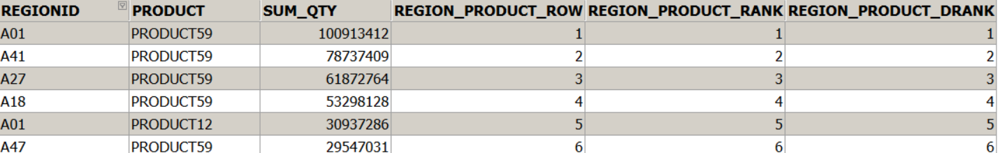 REGIONID PRODUCT SUM_QTY REGION_PRODUCT_ROW REGION_PRODUCT_RANK REGION_PRODUCT_DRANK
A01 PRODUCT59 100913412 1 1 1
A41 PRODUCT59 78737409 2 2 2
A27 PRODUCT59 61872764 3 3 3
A18 PRODUCT59 53298128 4 4 4
A01 PRODUCT12 30937286 5 5 5
A47 PRODUCT59 29547031 6 6 6